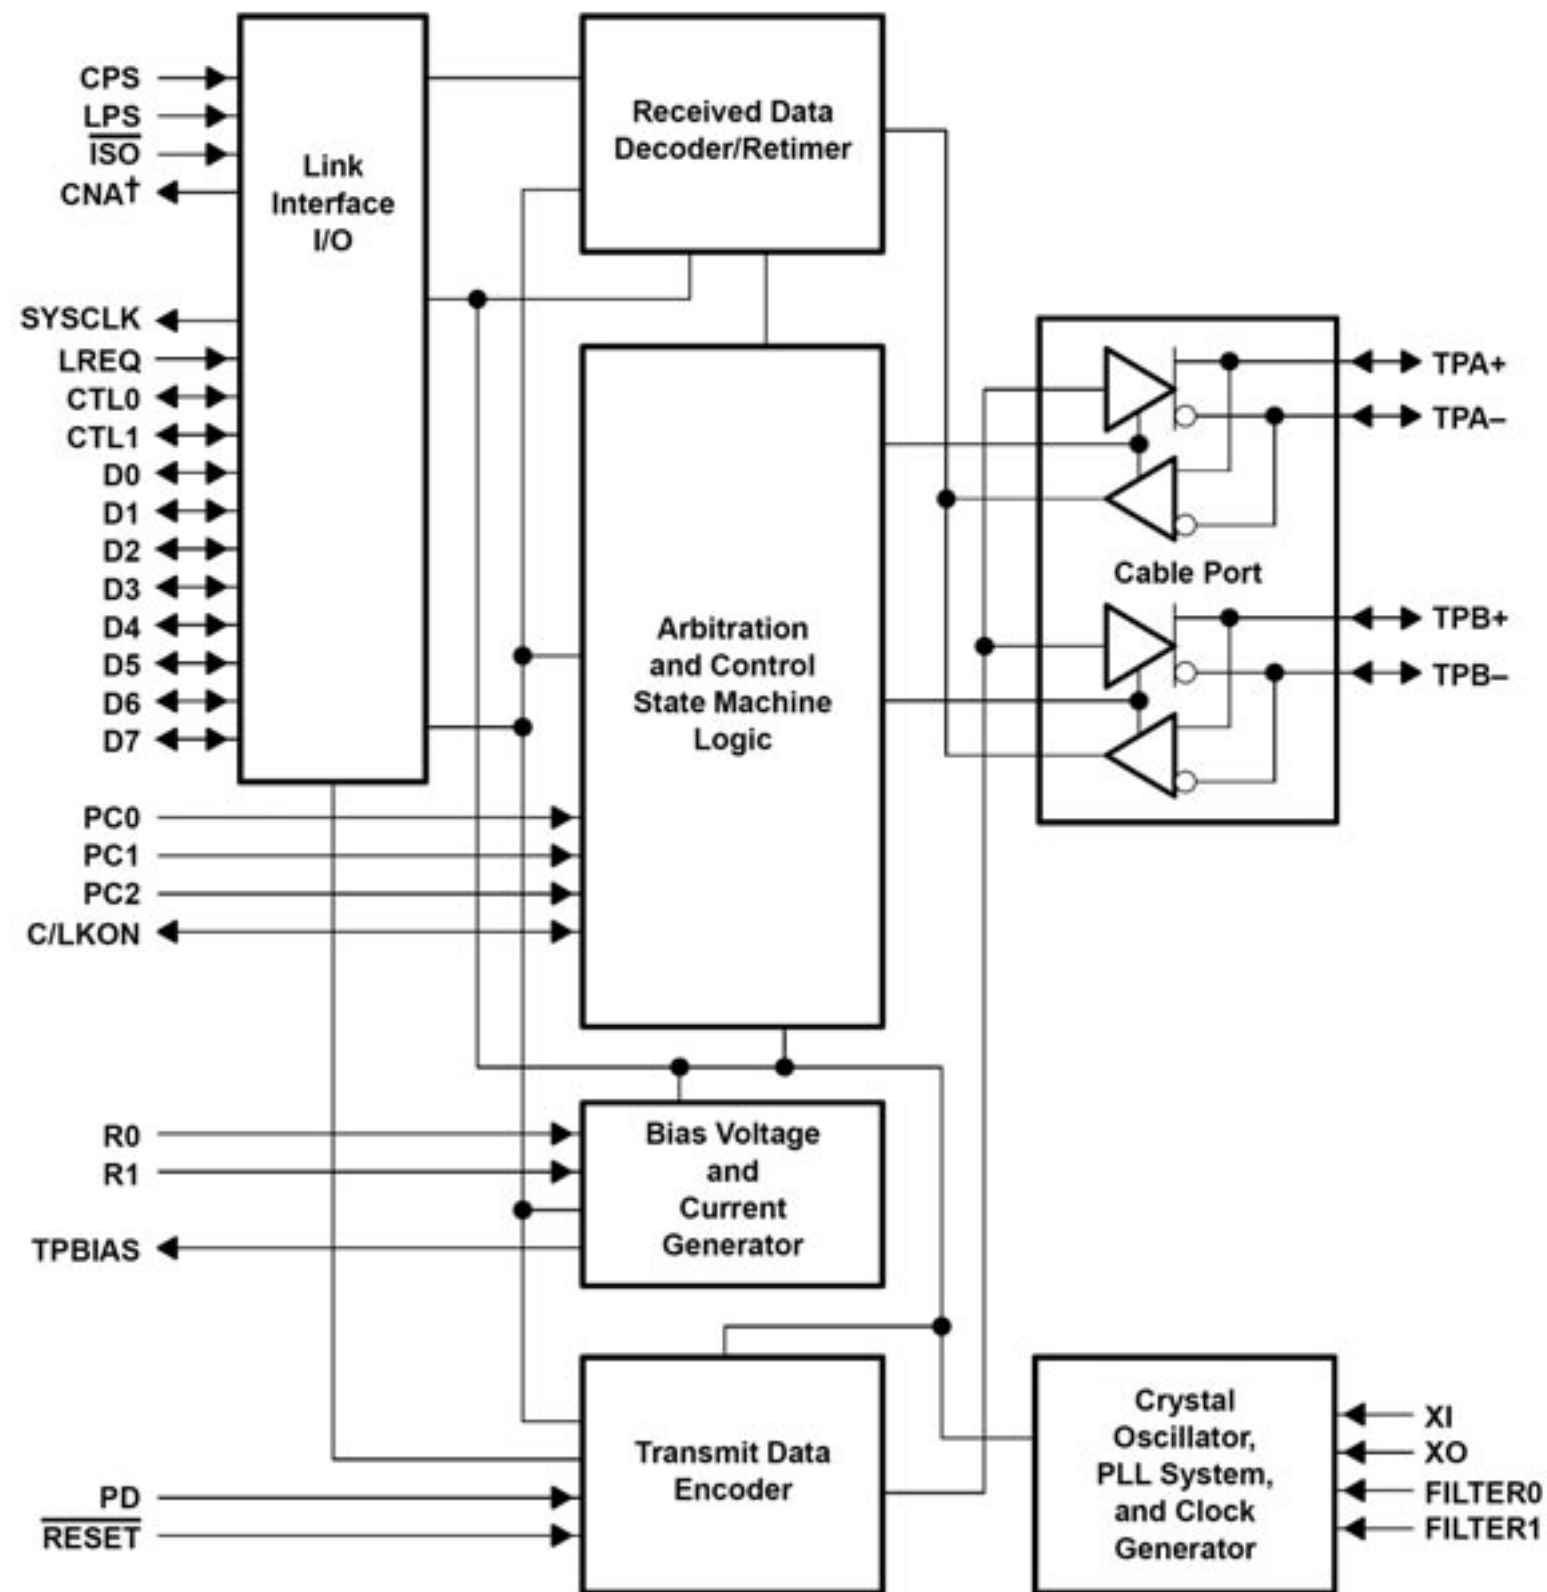 CPS
LPS
ISO
CNA†
SYSCLK
LREQ
CTL0
CTL1
D0
D1
D2
D3
D4
D5
D6
D7
PC0
PC1
PC2
C/LKON
R0
R1
TPBIAS
PD
RESET
Link
Interface
I/O
Received Data
Decoder/Retimer
Arbitration
and Control
State Machine
Logic
Bias Voltage
and
Current
Generator
Transmit Data
Encoder
Cable Port
TPA+
TPA–
TPB+
TPB–
Crystal
Oscillator,
PLL System,
and Clock
Generator
XI
XO
FILTER0
FILTER1